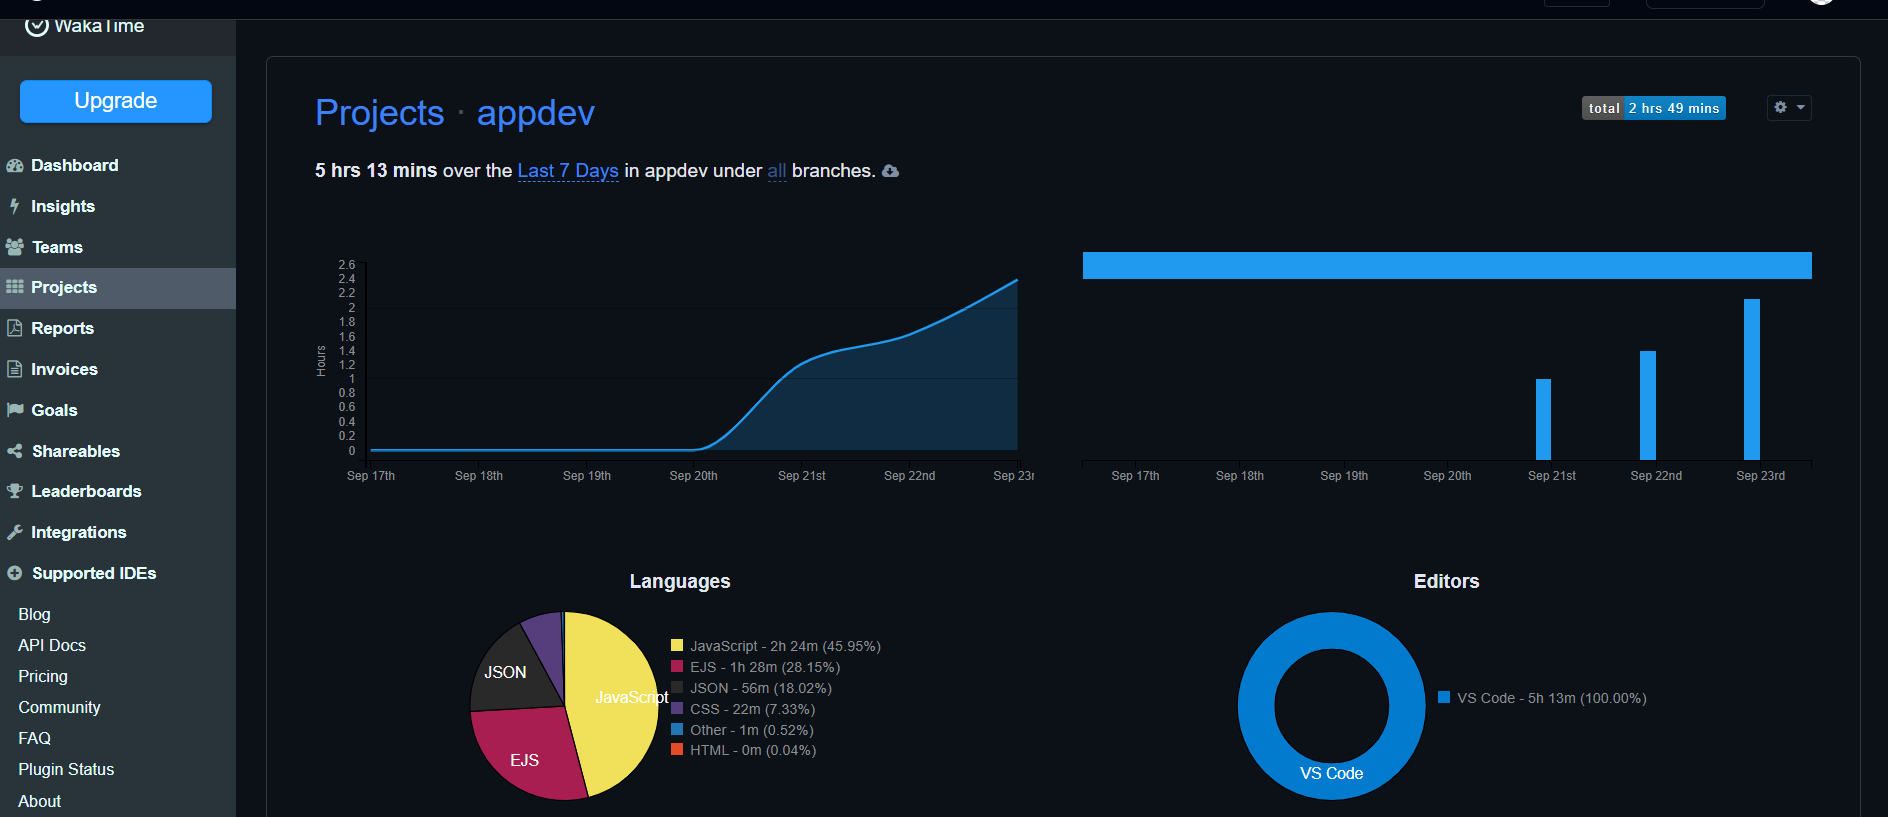 WakaTime
Upgrade
Dashboard
Insights
Teams
Projects
Reports
Invoices
Goals
Shareables
Leaderboards
Integrations
Supported IDEs
Blog
API Docs
Pricing
Community
FAQ
Plugin Status
About
Projects · appdev
total 2 hrs 49 mins
5 hrs 13 mins over the Last 7 Days in appdev under all branches.
Hours
2.6
2.4
2.2
2
1.8
1.6
1.4
1.2
1
0.8
0.6
0.4
0.2
0
Sep 17th Sep 18th Sep 19th Sep 20th Sep 21st Sep 22nd Sep 23r
Sep 17th Sep 18th Sep 19th Sep 20th Sep 21st Sep 22nd Sep 23rd
Languages
JSON
JavaScript
EJS
JavaScript - 2h 24m (45.95%)
EJS - 1h 28m (28.15%)
JSON - 56m (18.02%)
CSS - 22m (7.33%)
Other - 1m (0.52%)
HTML - 0m (0.04%)
Editors
VS Code
VS Code - 5h 13m (100.00%)